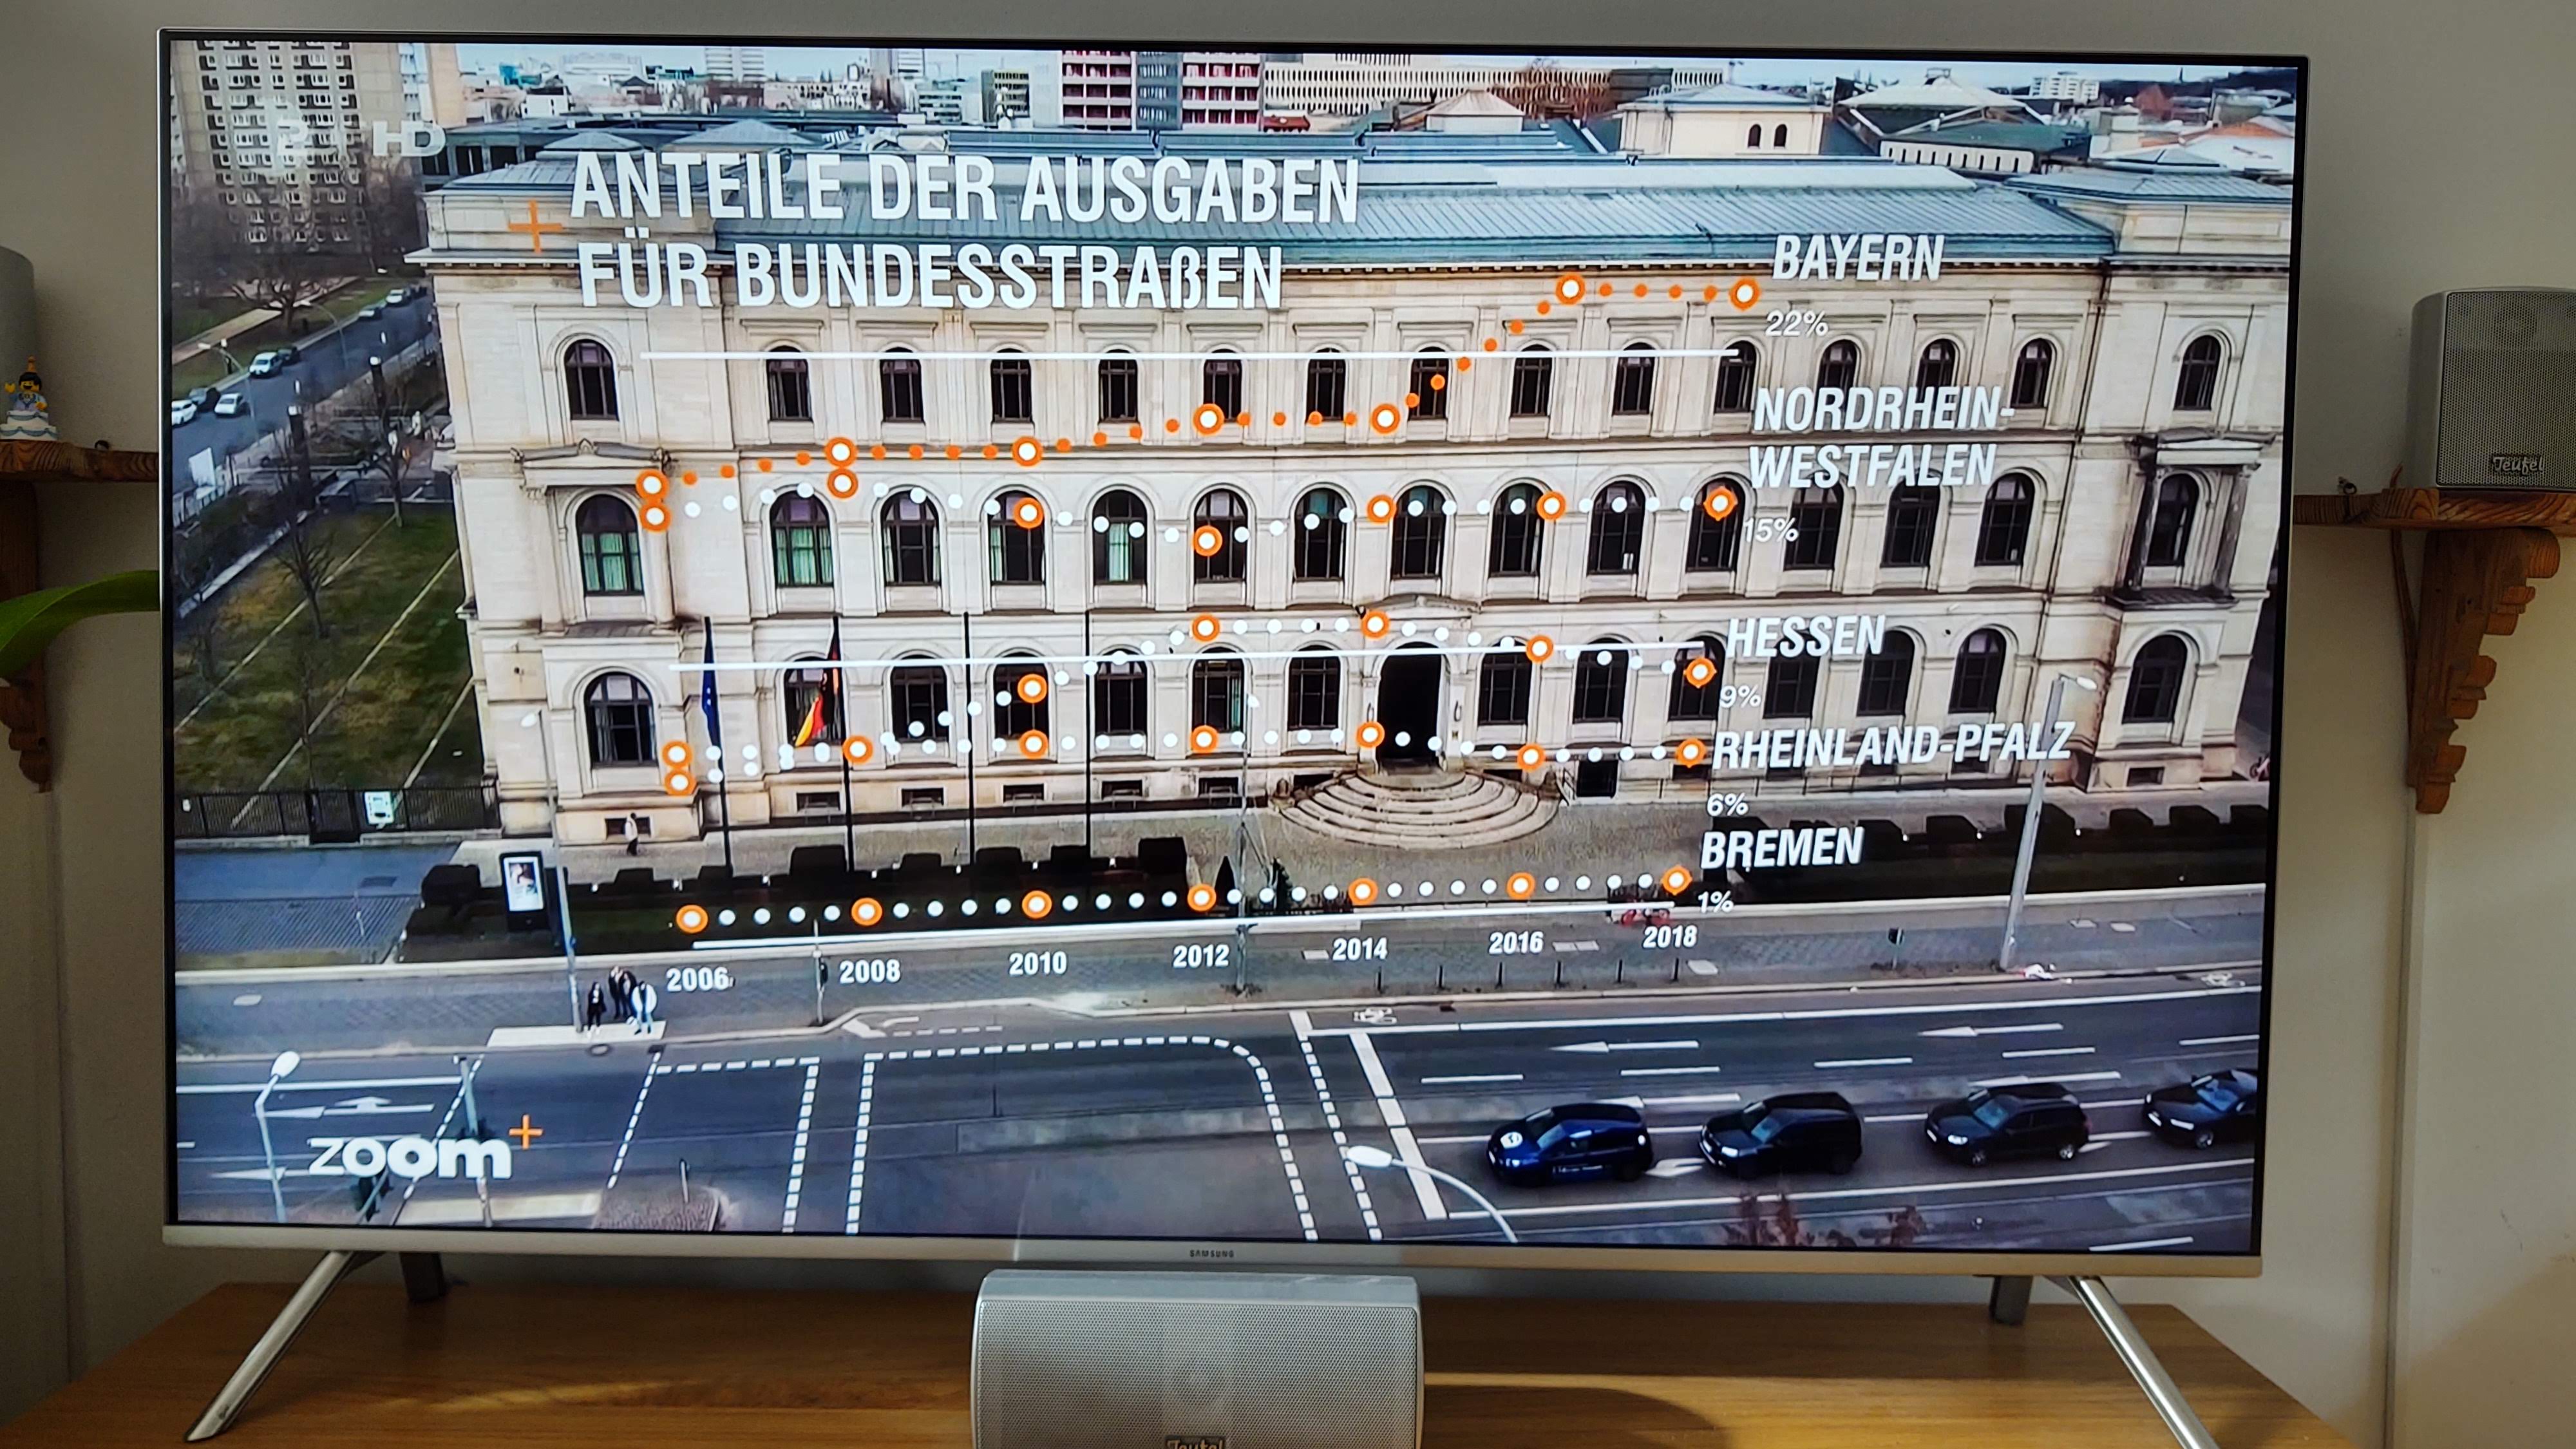 HD
ANTEILE DER AUSGABEN
FÜR BUNDESSTRAßEN
BAYERN
22%
NORDRHEIN-
WESTFALEN
15%
HESSEN
9%
RHEINLAND-PFALZ
6%
BREMEN
1%
2006 2008 2010 2012 2014 2016 2018
zoom+
SAMSUNG
Teufel
Teufel